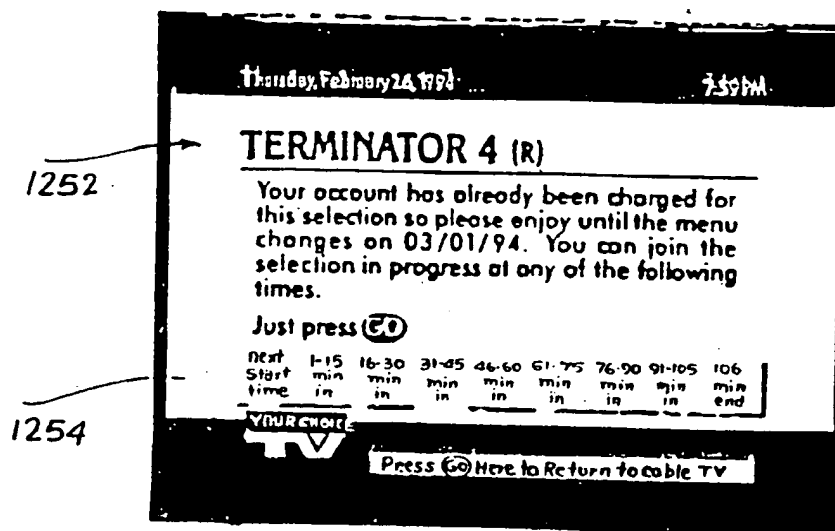 Thursday, February 24, 1994 7:59PM
TERMINATOR 4 (R)
1252
Your account has already been charged for
this selection so please enjoy until the menu
changes on 03/01/94. You can join the
selection in progress at any of the following
times.
Just press GO
next 1-15 16-30 31-45 46-60 61-75 76-90 91-105 106
start min min min min min min min min
time in in in in in in in end
1254
YOUR CHOICE
TV
Press GO Here to Return to cable TV